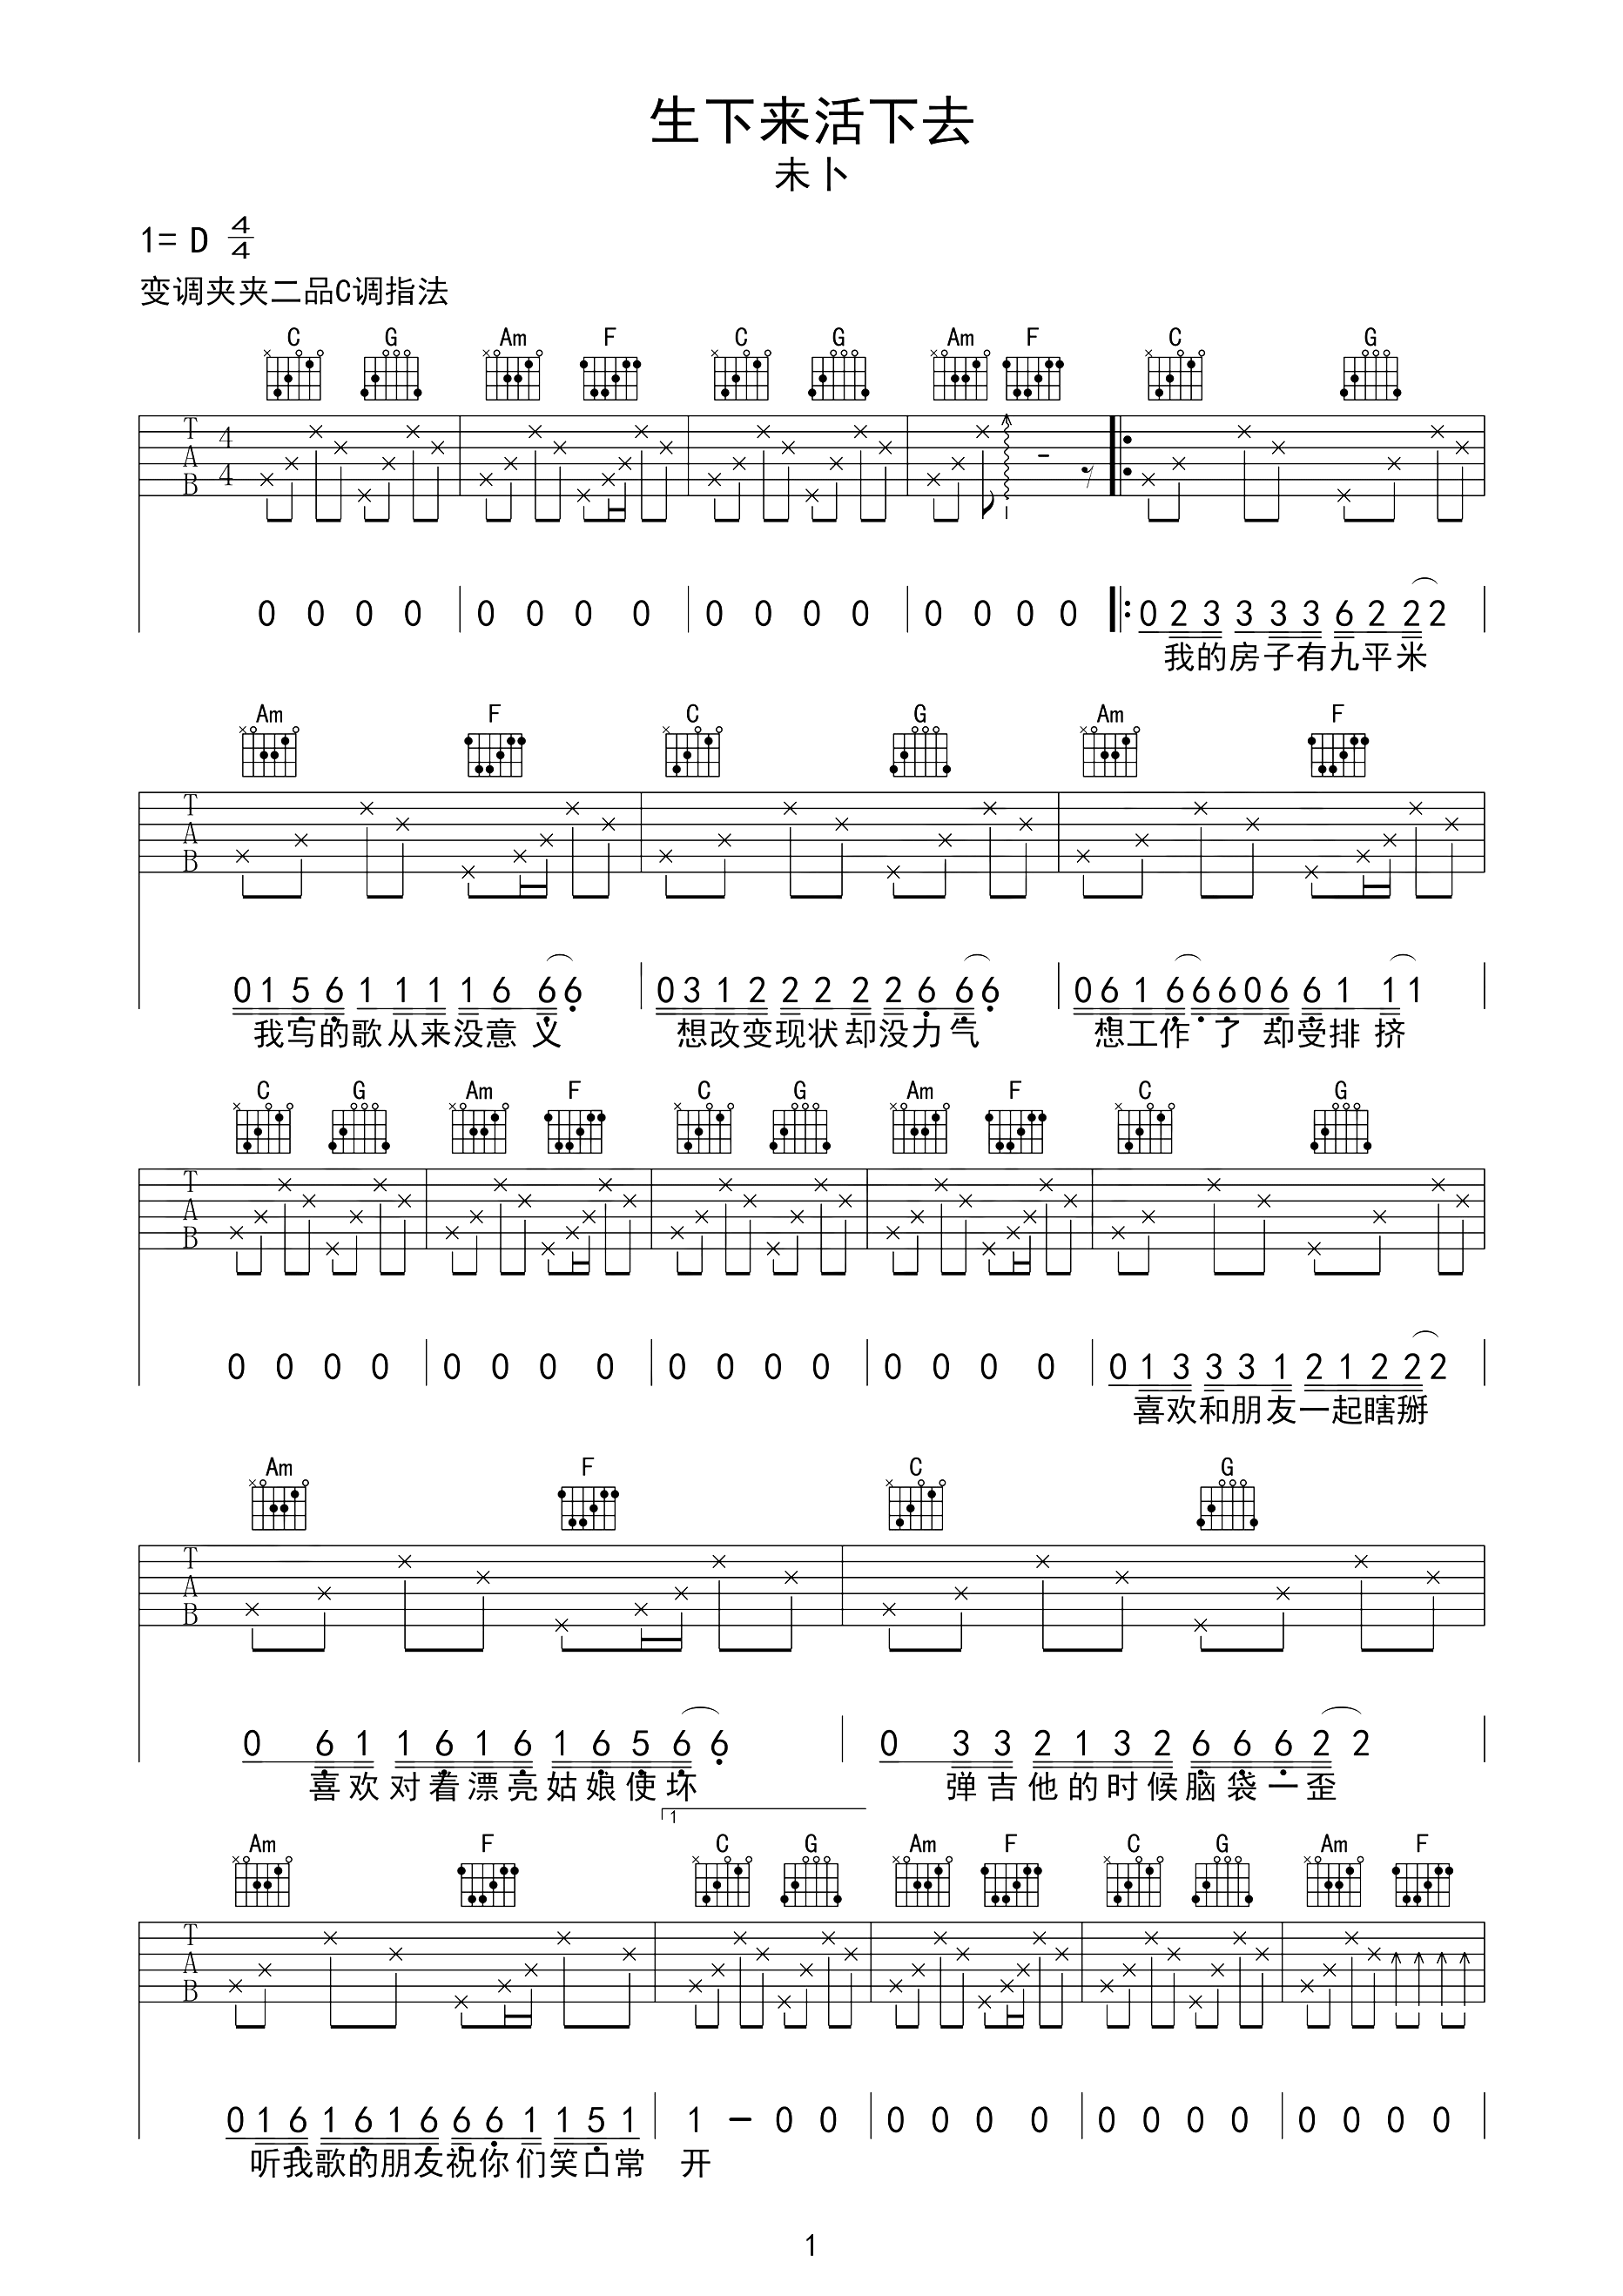 生下来活下去
未卜
1= D 4/4
变调夹夹二品C调指法
C G Am F C G Am F C G
T A B 4 4
0 0 0 0 0 0 0 0 0 0 0 0 0 0 0 0 0 2 3 3 3 3 6 2 2 2
我的房子有九平米
Am F C G Am F
T A B
0 1 5 6 1 1 1 1 6 6 6 0 3 1 2 2 2 2 2 6 6 6 0 6 1 6 6 6 0 6 6 1 1 1
我写的歌从来没意义 想改变现状却没力气 想工作了 却受排挤
C G Am F C G Am F C G
T A B
0 0 0 0 0 0 0 0 0 0 0 0 0 0 0 0 0 1 3 3 3 1 2 1 2 2 2
喜欢和朋友一起瞎掰
Am F C G
T A B
0 6 1 1 6 1 6 1 6 5 6 6 0 3 3 2 1 3 2 6 6 6 2 2
喜欢对着漂亮姑娘使坏 弹吉他的时候脑袋一歪
1
Am F C G Am F C G Am F
T A B
0 1 6 1 6 1 6 6 6 1 1 5 1 1 - 0 0 0 0 0 0 0 0 0 0 0 0 0 0
听我歌的朋友祝你们笑口常 开
1